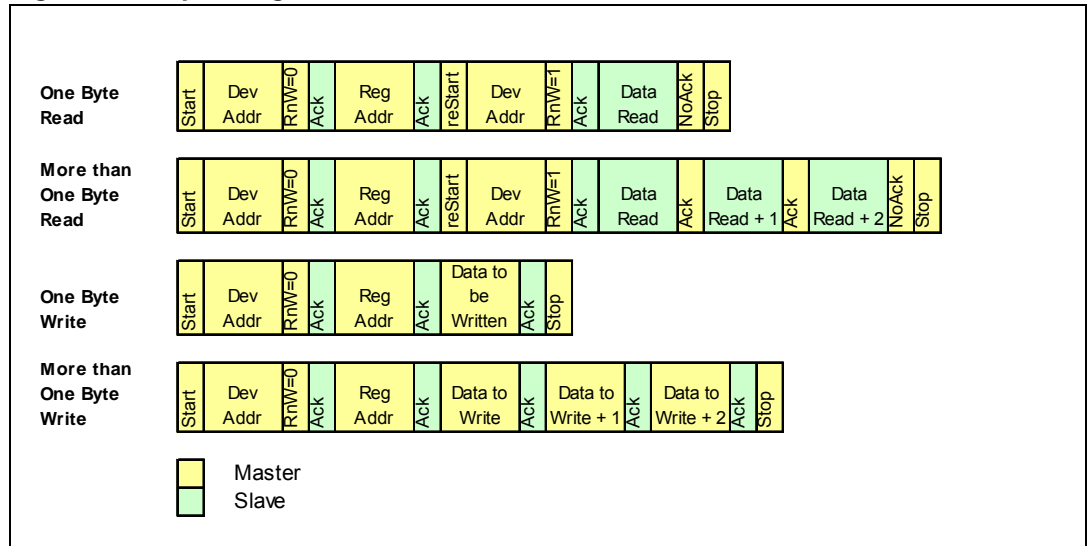 One Byte
Read
Start
Dev
Addr
RnW=0
Ack
Reg
Addr
Ack
reStart
Dev
Addr
RnW=1
Ack
Data
Read
NoAck
Stop
More than
One Byte
Read
Start
Dev
Addr
RnW=0
Ack
Reg
Addr
Ack
reStart
Dev
Addr
RnW=1
Ack
Data
Read
Ack
Data
Read + 1
Ack
Data
Read + 2
NoAck
Stop
One Byte
Write
Start
Dev
Addr
RnW=0
Ack
Reg
Addr
Ack
Data to
be
Written
Ack
Stop
More than
One Byte
Write
Start
Dev
Addr
RnW=0
Ack
Reg
Addr
Ack
Data to
Write
Ack
Data to
Write + 1
Ack
Data to
Write + 2
Ack
Stop
Master
Slave